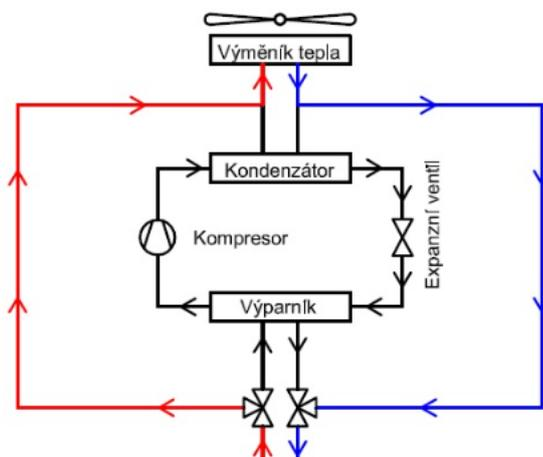 Výměník tepla
Kondenzátor
Kompresor
Expanzní ventil
Výparník